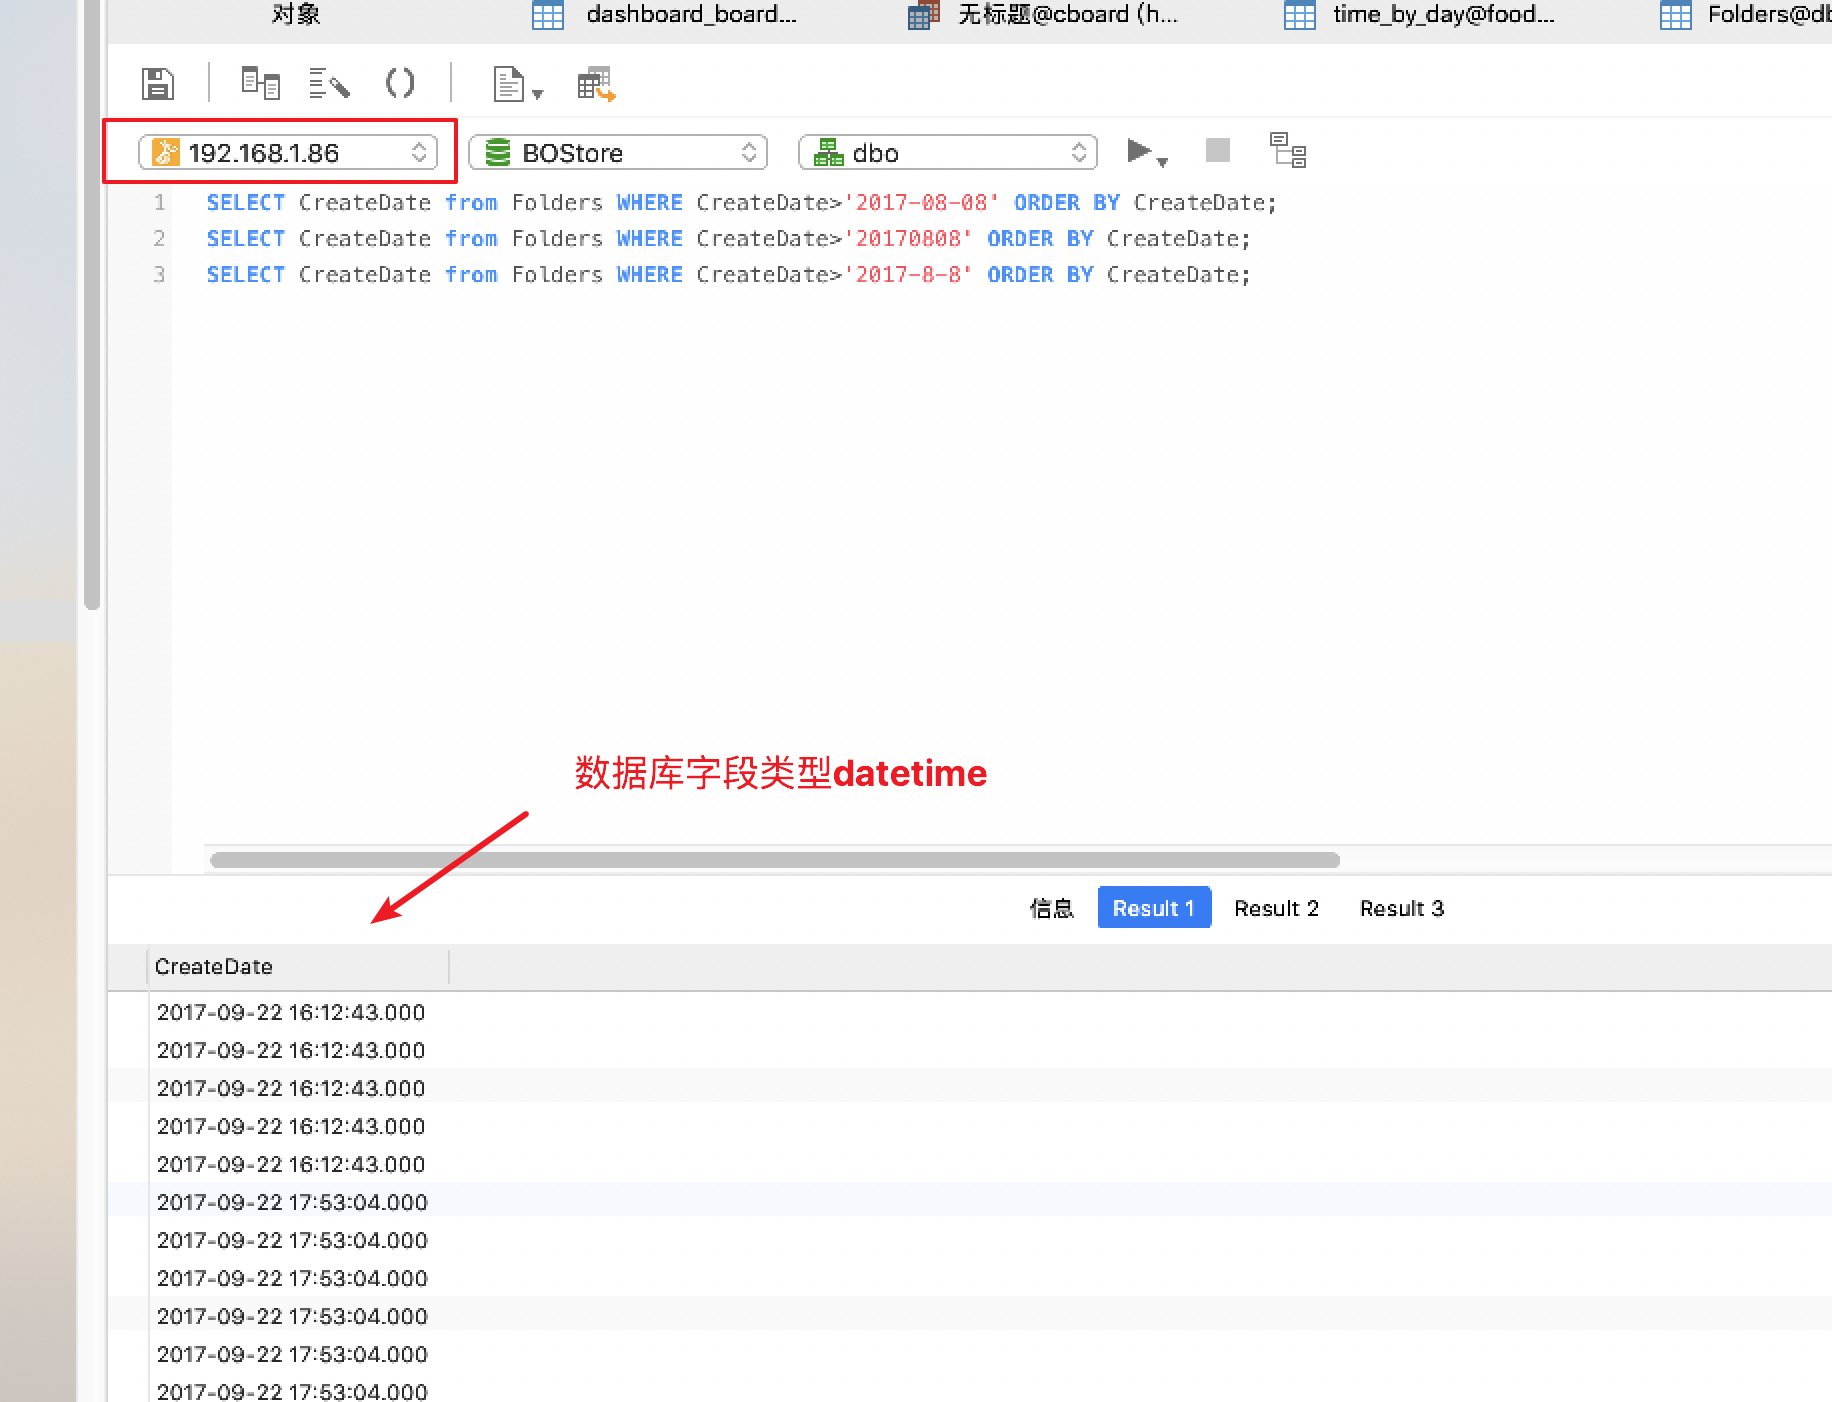 对象
dashboard_board...
无标题@cboard (h...
time_by_day@food...
Folders@db
192.168.1.86
BOStore
dbo
1 SELECT CreateDate from Folders WHERE CreateDate>'2017-08-08' ORDER BY CreateDate;
2 SELECT CreateDate from Folders WHERE CreateDate>'20170808' ORDER BY CreateDate;
3 SELECT CreateDate from Folders WHERE CreateDate>'2017-8-8' ORDER BY CreateDate;
数据库字段类型datetime
信息 Result 1 Result 2 Result 3
CreateDate
2017-09-22 16:12:43.000
2017-09-22 16:12:43.000
2017-09-22 16:12:43.000
2017-09-22 16:12:43.000
2017-09-22 16:12:43.000
2017-09-22 17:53:04.000
2017-09-22 17:53:04.000
2017-09-22 17:53:04.000
2017-09-22 17:53:04.000
2017-09-22 17:53:04.000
2017-09-22 17:53:04.000